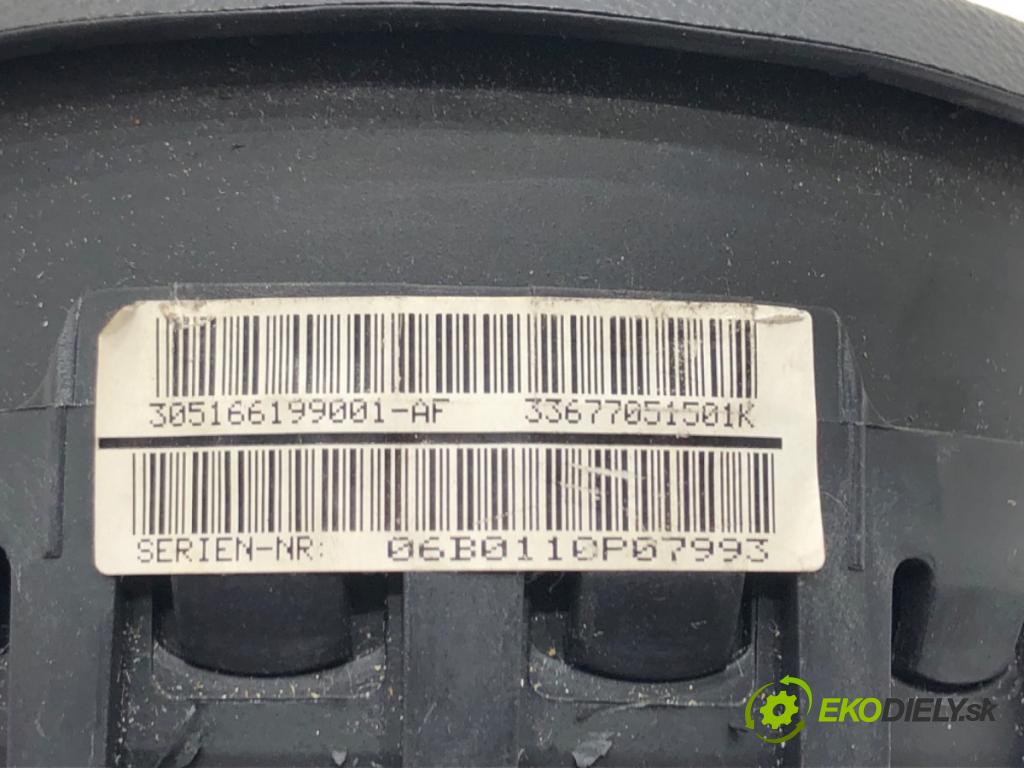 305166199001-AF 33677051501K
SERIEN-NR: 06B0110P07993
EKODIELY.sk